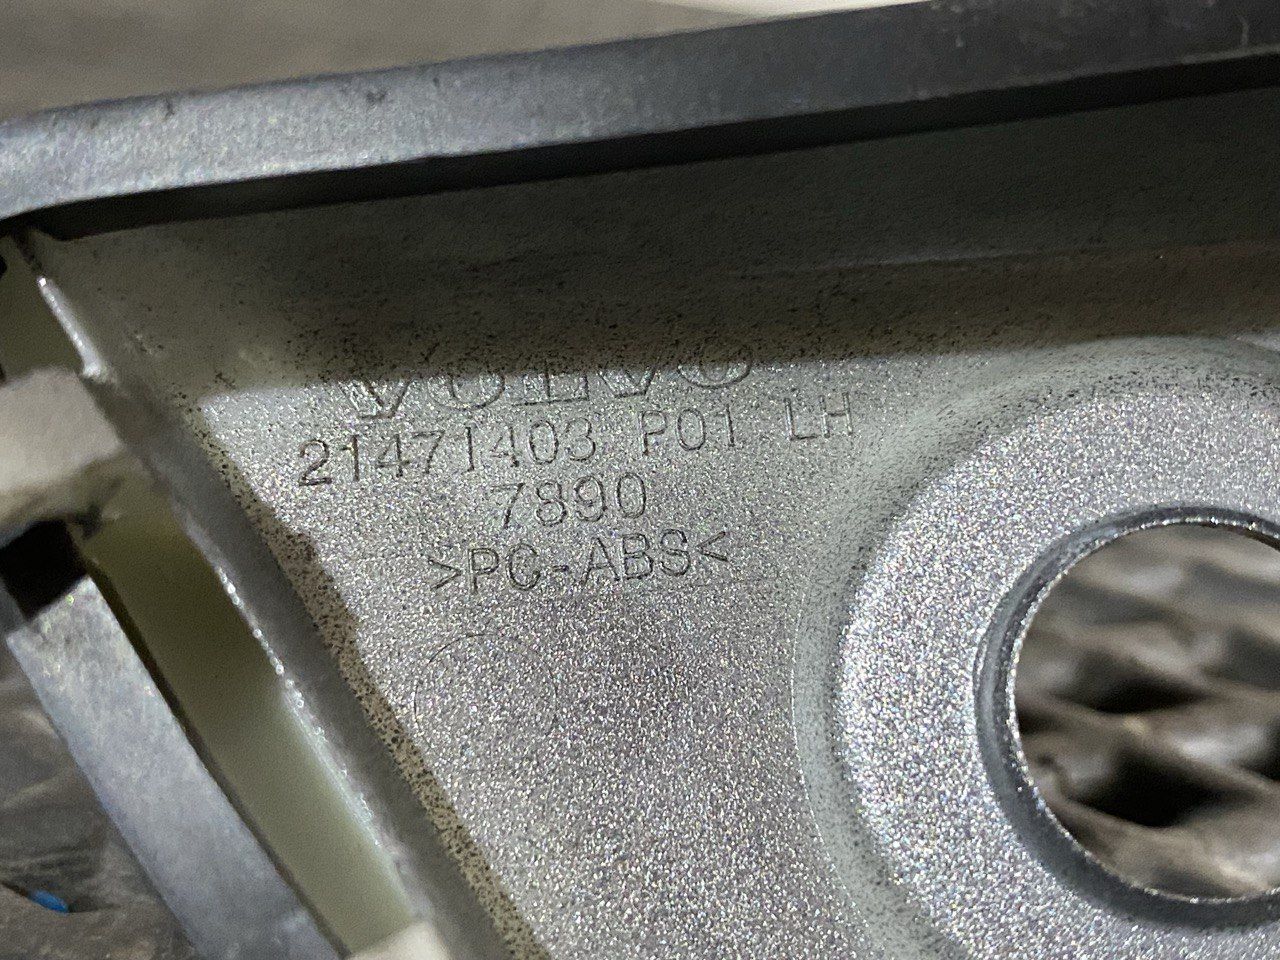 VOLVO
21471403 P01 LH
7890
>PC-ABS<